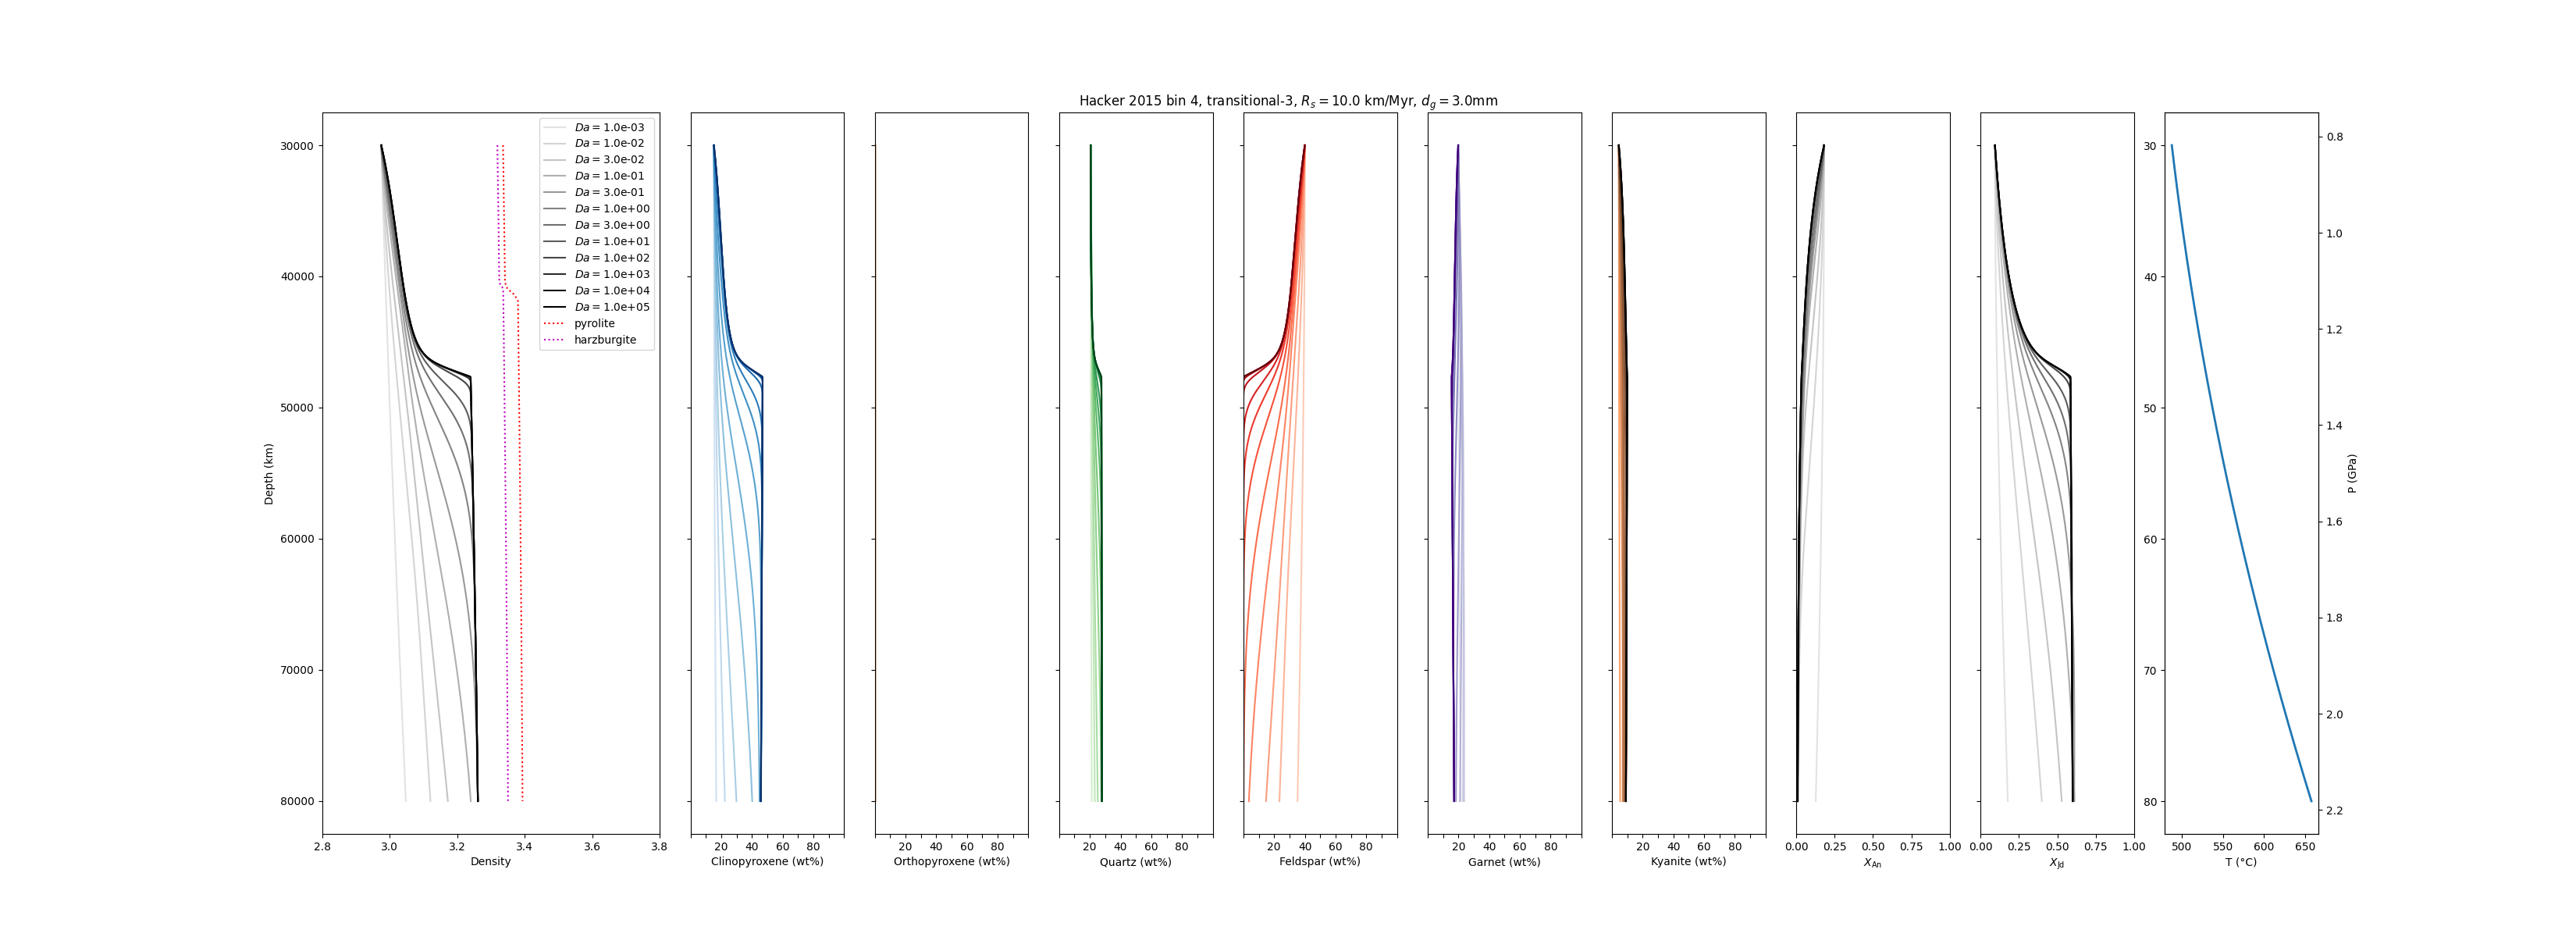 Hacker 2015 bin 4, transitional-3, R_s = 10.0 km/Myr, d_g = 3.0mm
Da = 1.0e-03
Da = 1.0e-02
Da = 3.0e-02
Da = 1.0e-01
Da = 3.0e-01
Da = 1.0e+00
Da = 3.0e+00
Da = 1.0e+01
Da = 1.0e+02
Da = 1.0e+03
Da = 1.0e+04
Da = 1.0e+05
pyrolite
harzburgite
Depth (km)
30000
40000
50000
60000
70000
80000
2.8 3.0 3.2 3.4 3.6 3.8
Density
20 40 60 80
Clinopyroxene (wt%)
20 40 60 80
Orthopyroxene (wt%)
20 40 60 80
Quartz (wt%)
20 40 60 80
Feldspar (wt%)
20 40 60 80
Garnet (wt%)
20 40 60 80
Kyanite (wt%)
0.00 0.25 0.50 0.75 1.00
X_An
0.00 0.25 0.50 0.75 1.00
X_Jd
30
40
50
60
70
80
500 550 600 650
T (°C)
0.8
1.0
1.2
1.4
1.6
1.8
2.0
2.2
P (GPa)